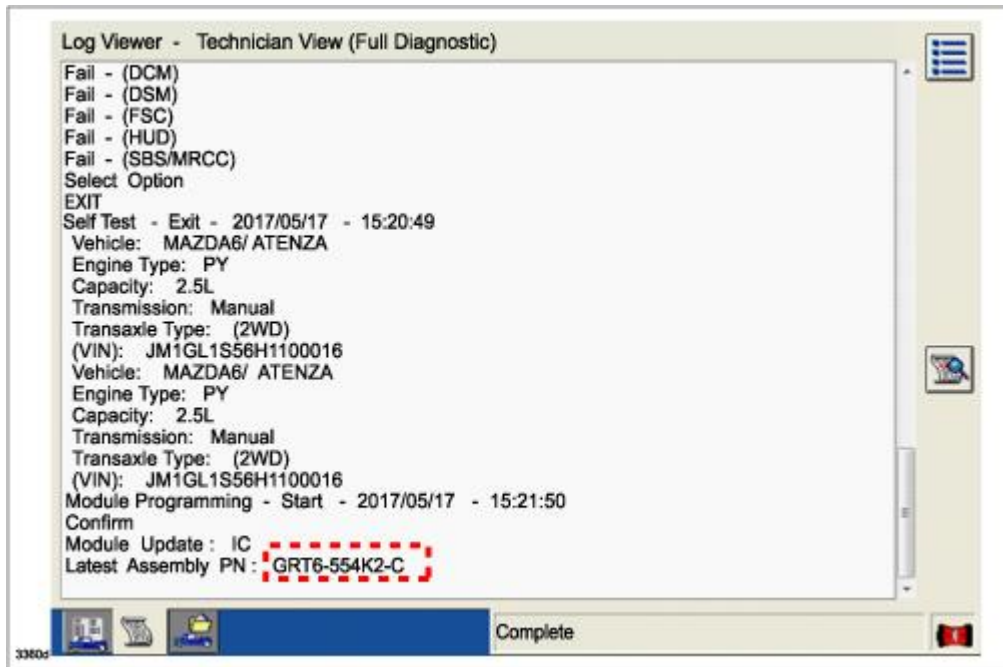 Log Viewer - Technician View (Full Diagnostic)
Fail - (DCM)
Fail - (DSM)
Fail - (FSC)
Fail - (HUD)
Fail - (SBS/MRCC)
Select Option
EXIT
Self Test - Exit - 2017/05/17 - 15:20:49
Vehicle: MAZDA6/ ATENZA
Engine Type: PY
Capacity: 2.5L
Transmission: Manual
Transaxle Type: (2WD)
(VIN): JM1GL1S56H1100016
Vehicle: MAZDA6/ ATENZA
Engine Type: PY
Capacity: 2.5L
Transmission: Manual
Transaxle Type: (2WD)
(VIN): JM1GL1S56H1100016
Module Programming - Start - 2017/05/17 - 15:21:50
Confirm
Module Update : IC
Latest Assembly PN : GRT6-554K2-C
Complete